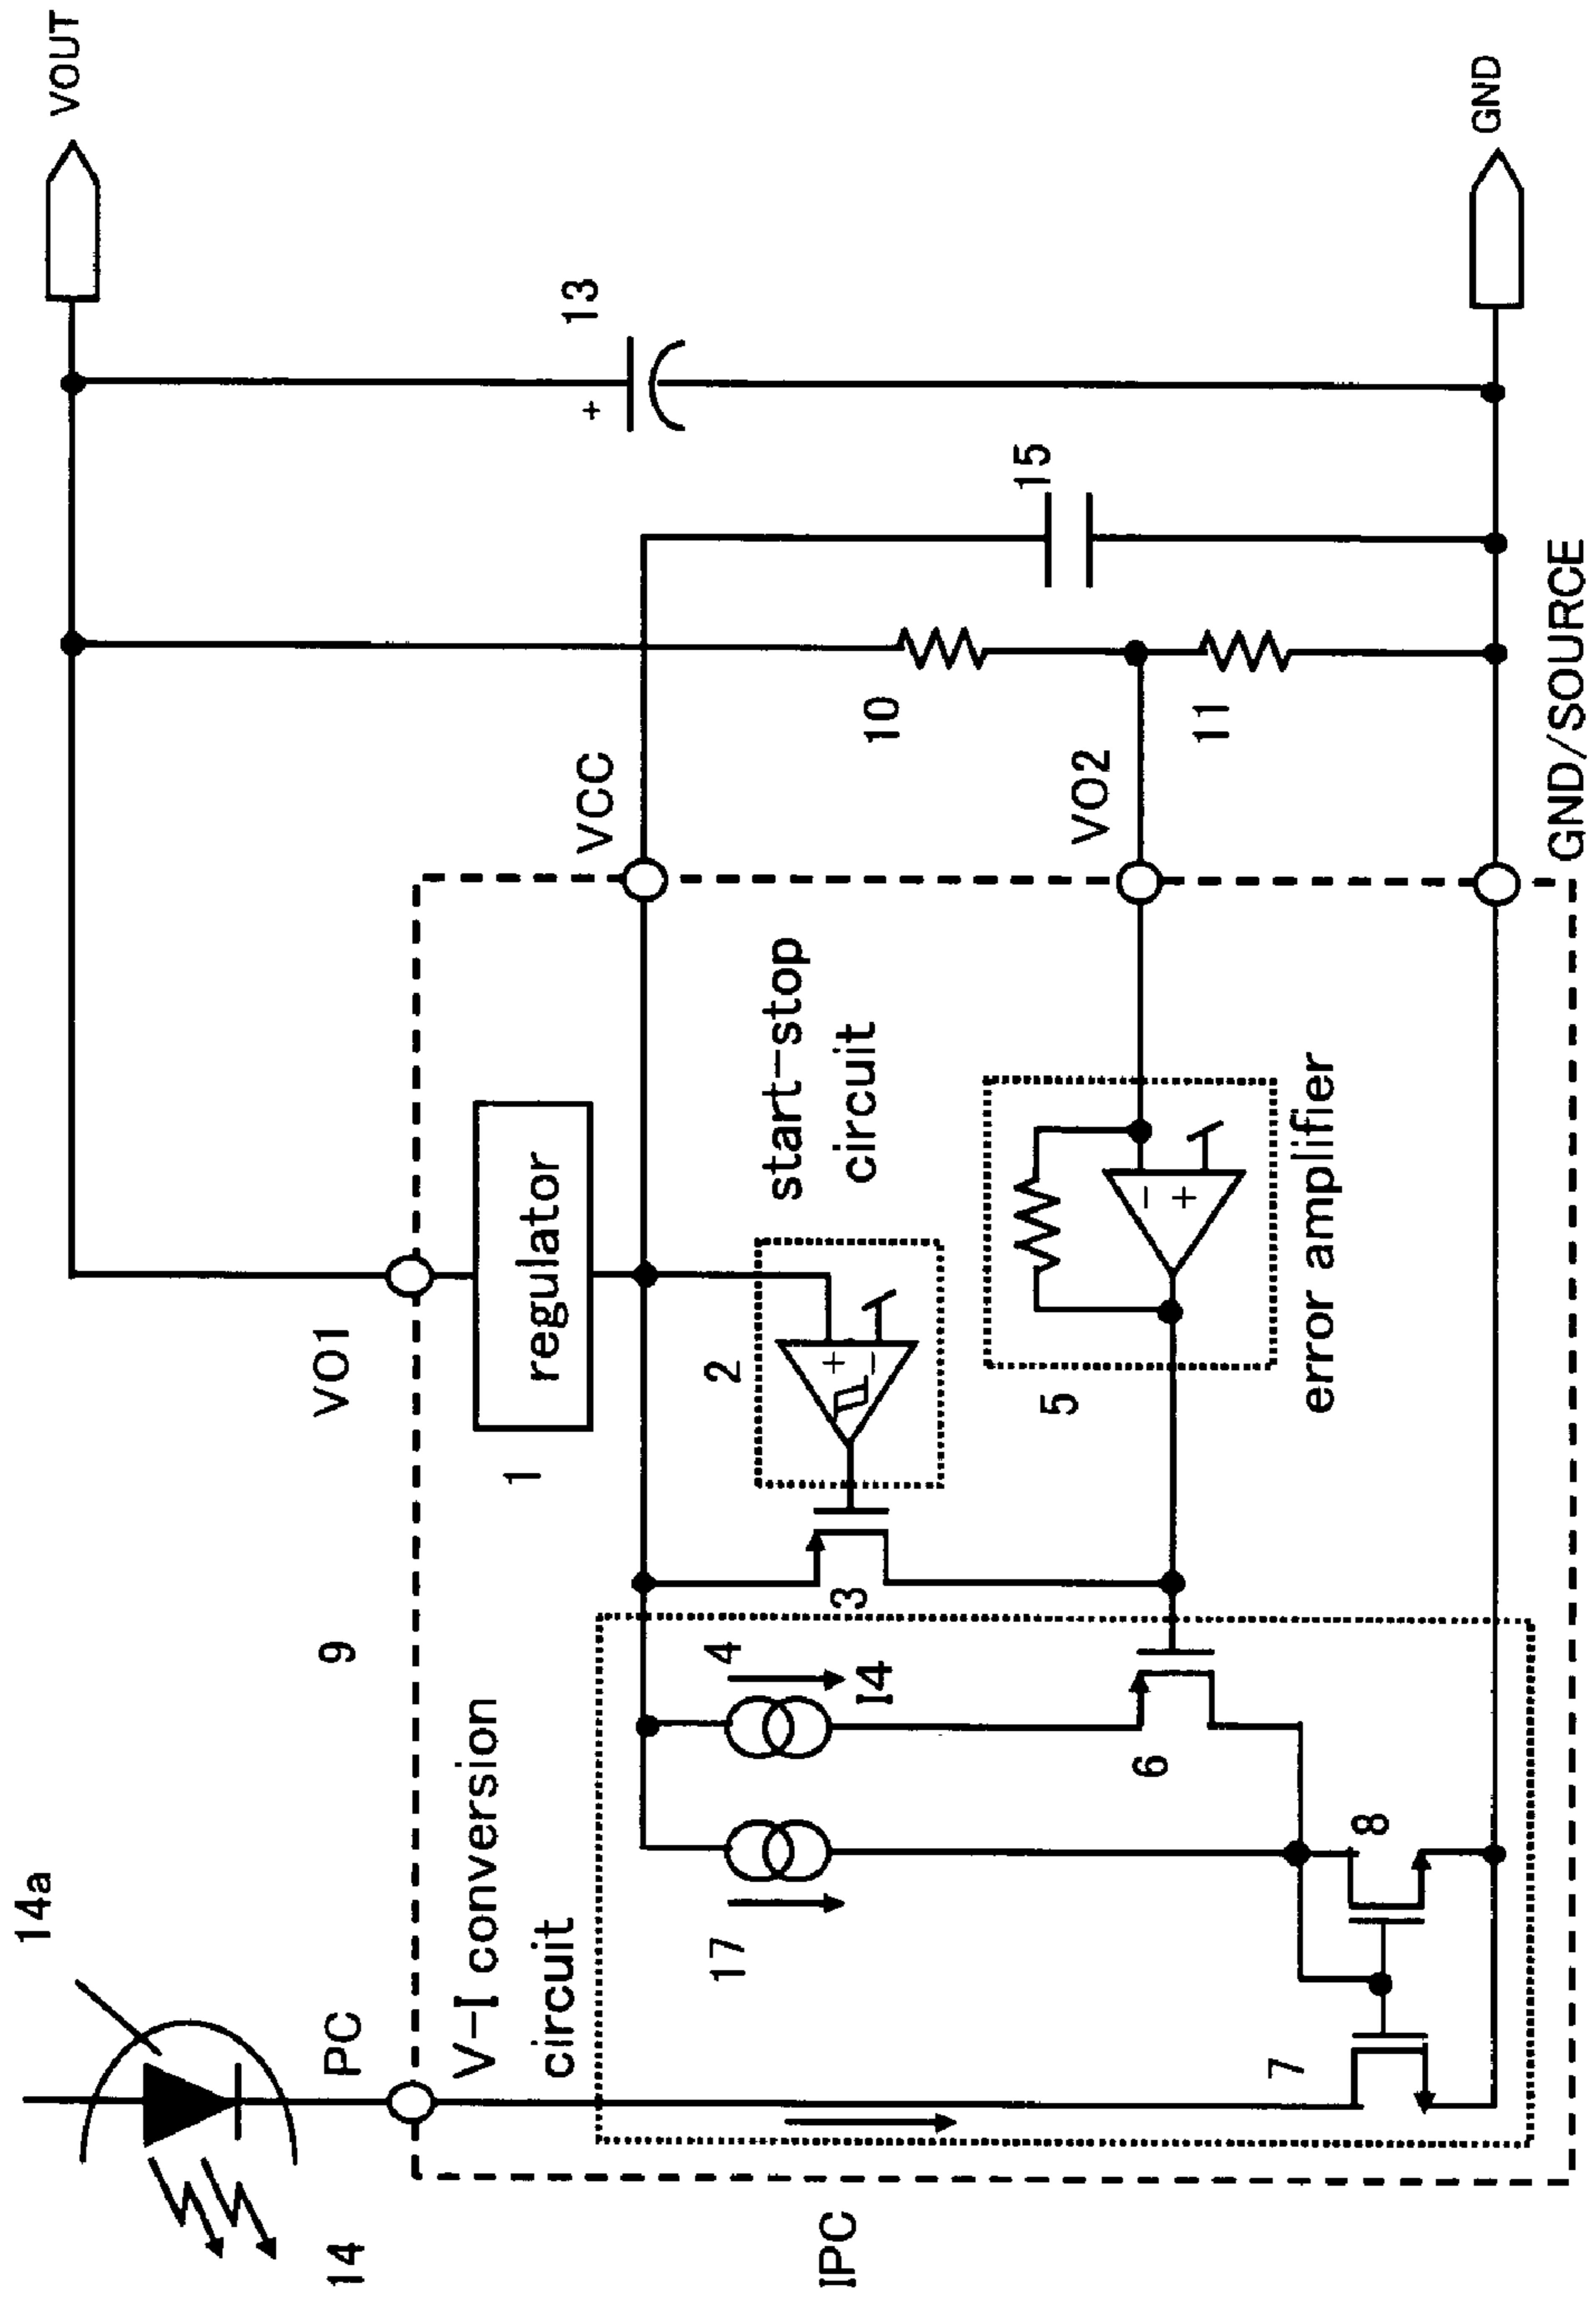 14a
VOUT
14
PC
9
VO1
V-I conversion
circuit
1
regulator
VCC
13
+
17
4
2
start-stop
circuit
IPC
I4
3
+
−
10
15
5
VO2
6
−
+
11
7
8
error amplifier
GND
GND/SOURCE